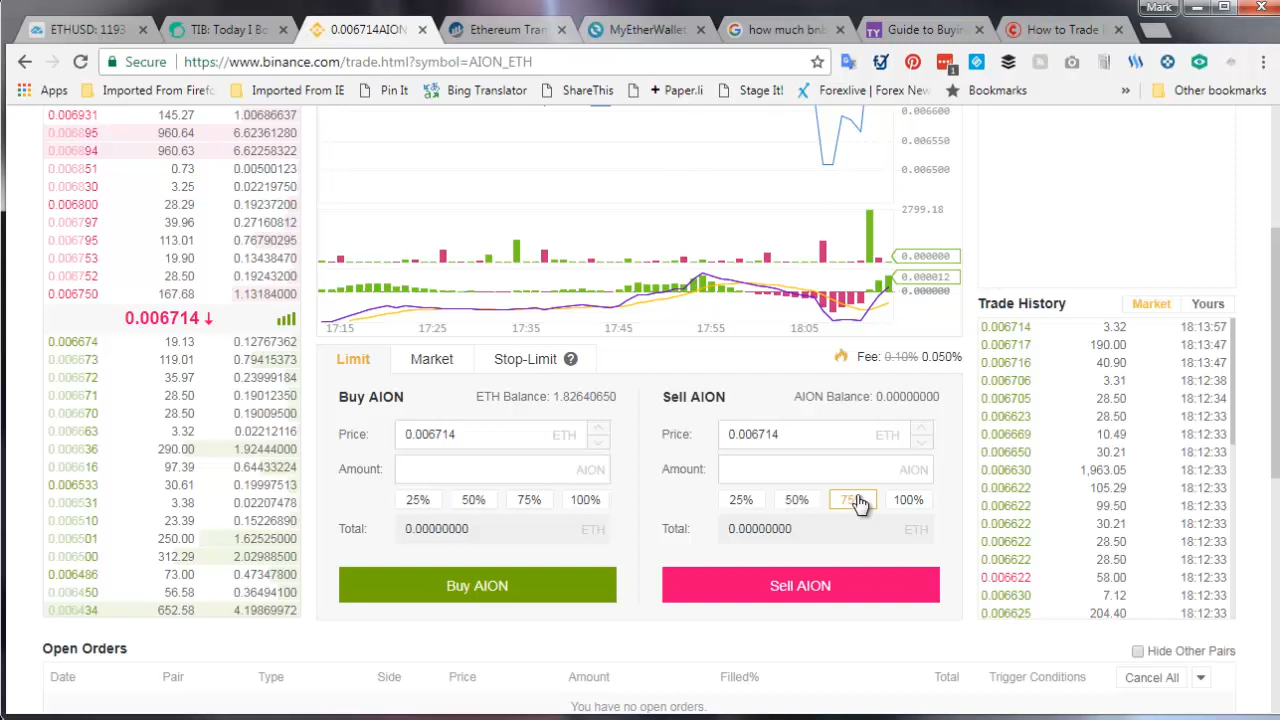 Mark
ETHUSD: 1193
TIB: Today I Bo
0.006714AION
Ethereum Tran
MyEtherWallet
how much bnb
Guide to Buyin
How to Trade
Secure
https://www.binance.com/trade.html?symbol=AION_ETH
1
Apps
Imported From Firefo
Imported From IE
Pin It
Bing Translator
ShareThis
+ Paper.li
Stage It!
Forexlive | Forex New
Bookmarks
»
Other bookmarks
0.006931 145.27 1.00686637
0.006895 960.64 6.62361280
0.006894 960.63 6.62258322
0.006851 0.73 0.00500123
0.006830 3.25 0.02219750
0.006800 28.29 0.19237200
0.006797 39.96 0.27160812
0.006795 113.01 0.76790295
0.006753 19.90 0.13438470
0.006752 28.50 0.19243200
0.006750 167.68 1.13184000
0.006714↓
0.006674 19.13 0.12767362
0.006673 119.01 0.79415373
0.006672 35.97 0.23999184
0.006671 28.50 0.19012350
0.006670 28.50 0.19009500
0.006663 3.32 0.02212116
0.006636 290.00 1.92444000
0.006616 97.39 0.64433224
0.006533 30.61 0.19997513
0.006531 3.38 0.02207478
0.006510 23.39 0.15226890
0.006501 250.00 1.62525000
0.006500 312.29 2.02988500
0.006486 73.00 0.47347800
0.006450 56.58 0.36494100
0.006434 652.58 4.19869972
0.006600
0.006550
0.006500
2799.18
0.000000
0.000012
0.000000
17:15 17:25 17:35 17:45 17:55 18:05
Limit Market Stop-Limit ?
Fee: 0.10% 0.050%
Buy AION ETH Balance: 1.82640650
Price: 0.006714 ETH
Amount: AION
25% 50% 75% 100%
Total: 0.00000000 ETH
Buy AION
Sell AION AION Balance: 0.00000000
Price: 0.006714 ETH
Amount: AION
25% 50% 75% 100%
Total: 0.00000000 ETH
Sell AION
Trade History Market Yours
0.006714 3.32 18:13:57
0.006717 190.00 18:13:47
0.006716 40.90 18:13:47
0.006706 3.31 18:12:38
0.006705 28.50 18:12:34
0.006623 28.50 18:12:33
0.006669 10.49 18:12:33
0.006650 30.21 18:12:33
0.006630 1,963.05 18:12:33
0.006622 105.29 18:12:33
0.006622 99.50 18:12:33
0.006622 30.21 18:12:33
0.006622 28.50 18:12:33
0.006622 28.50 18:12:33
0.006622 58.00 18:12:33
0.006630 7.12 18:12:33
0.006625 204.40 18:12:33
Open Orders
Hide Other Pairs
Date Pair Type Side Price Amount Filled% Total Trigger Conditions Cancel All
You have no open orders.